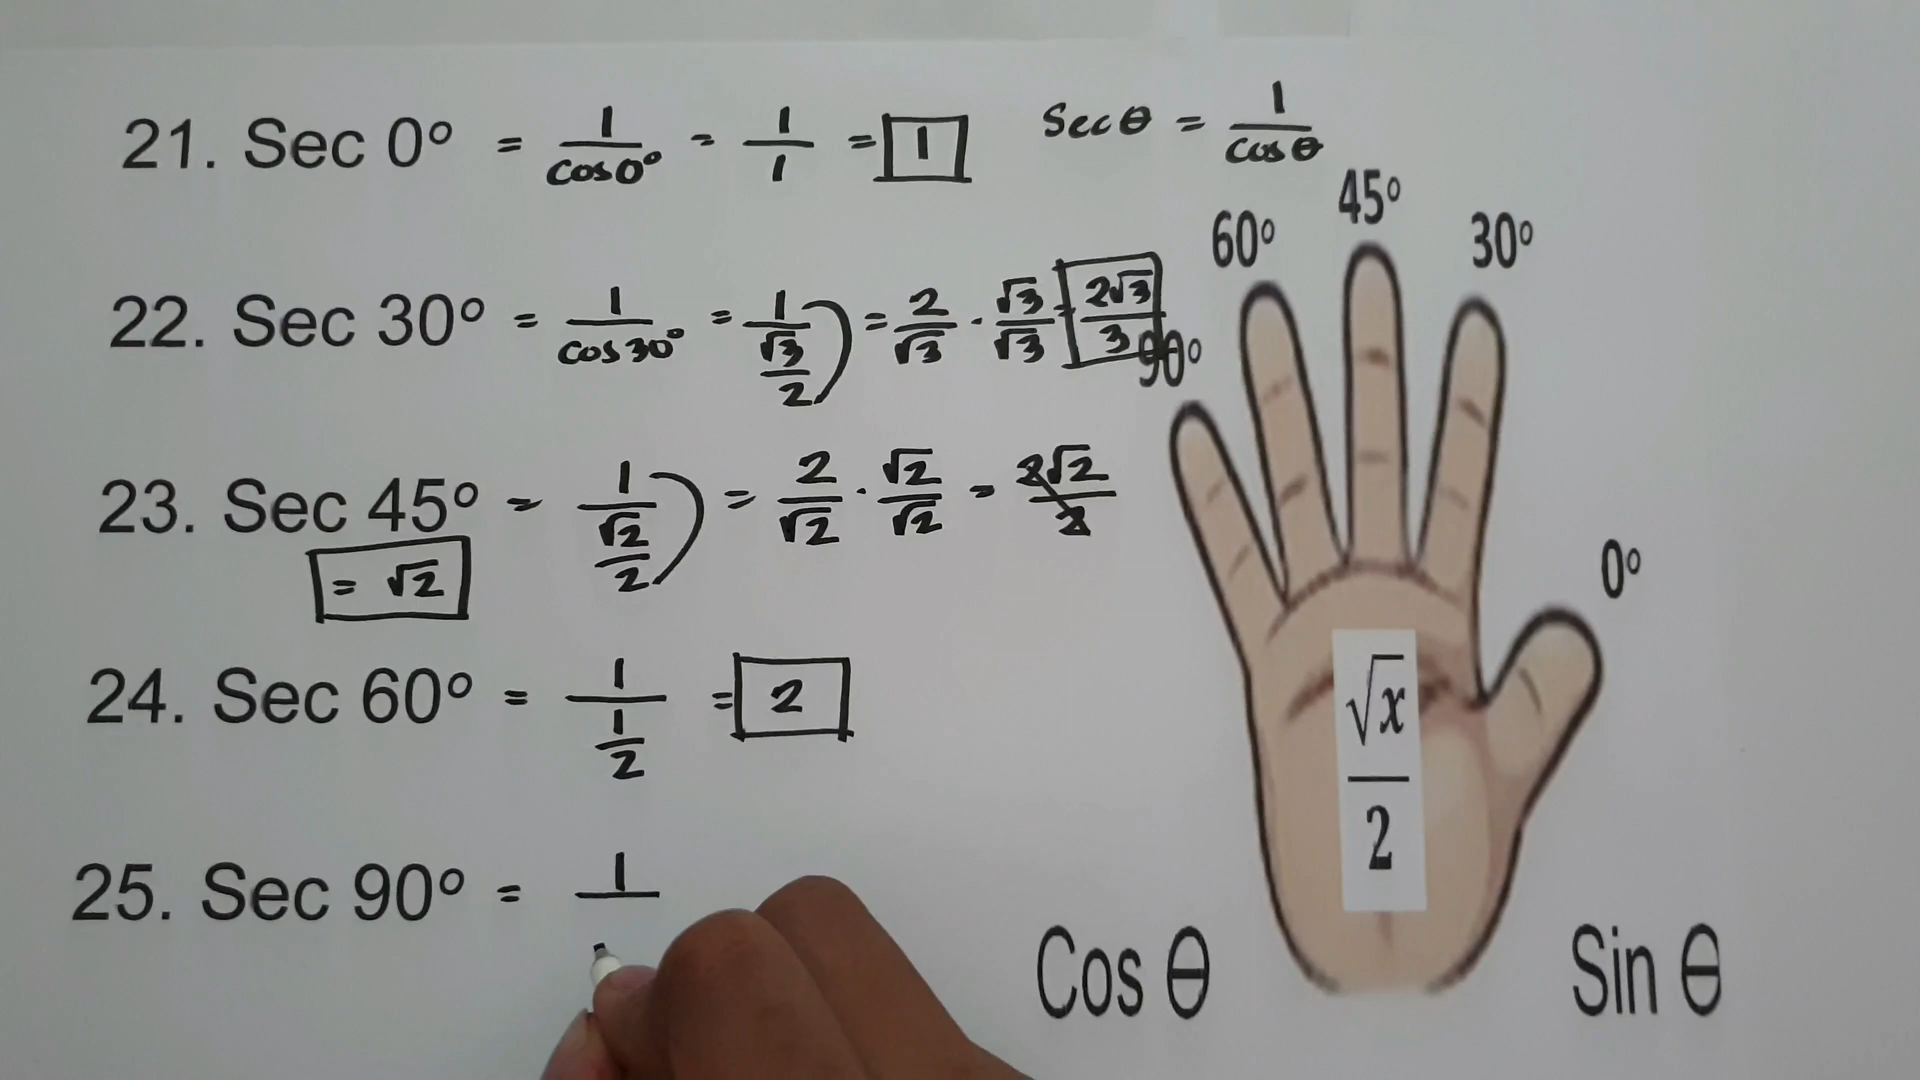 21. Sec 0° = 1/cos0° = 1/1 = 1
Sec θ = 1/cos θ
22. Sec 30° = 1/cos30° = 1/(√3/2) = 2/√3 · √3/√3 = 2√3/3
23. Sec 45° = 1/(√2/2) = 2/√2 · √2/√2 = 2√2/2
= √2
24. Sec 60° = 1/(1/2) = 2
25. Sec 90° = 1/
90°
60°
45°
30°
0°
√x/2
Cos θ
Sin θ